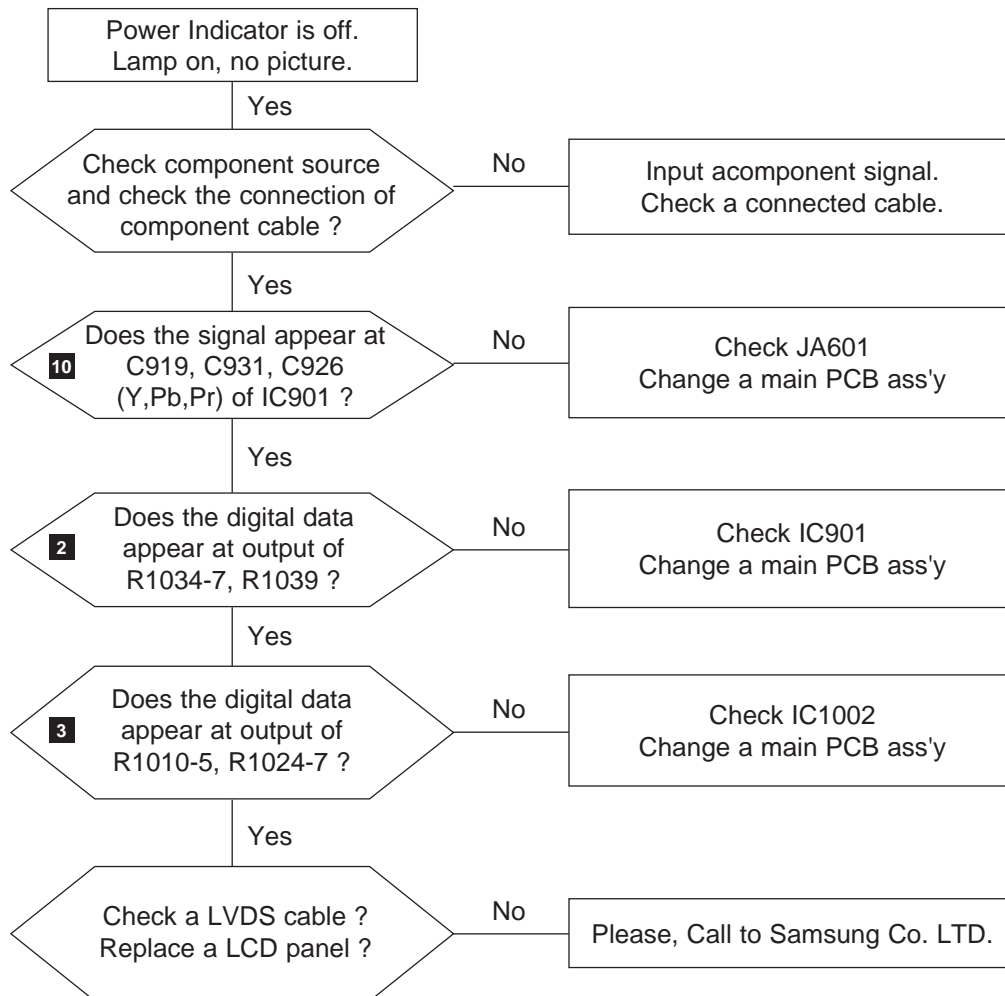 Power Indicator is off.
Lamp on, no picture.
Yes
Check component source
and check the connection of
component cable ?
No
Input acomponent signal.
Check a connected cable.
Yes
10
Does the signal appear at
C919, C931, C926
(Y,Pb,Pr) of IC901 ?
No
Check JA601
Change a main PCB ass'y
Yes
2
Does the digital data
appear at output of
R1034-7, R1039 ?
No
Check IC901
Change a main PCB ass'y
Yes
3
Does the digital data
appear at output of
R1010-5, R1024-7 ?
No
Check IC1002
Change a main PCB ass'y
Yes
Check a LVDS cable ?
Replace a LCD panel ?
No
Please, Call to Samsung Co. LTD.